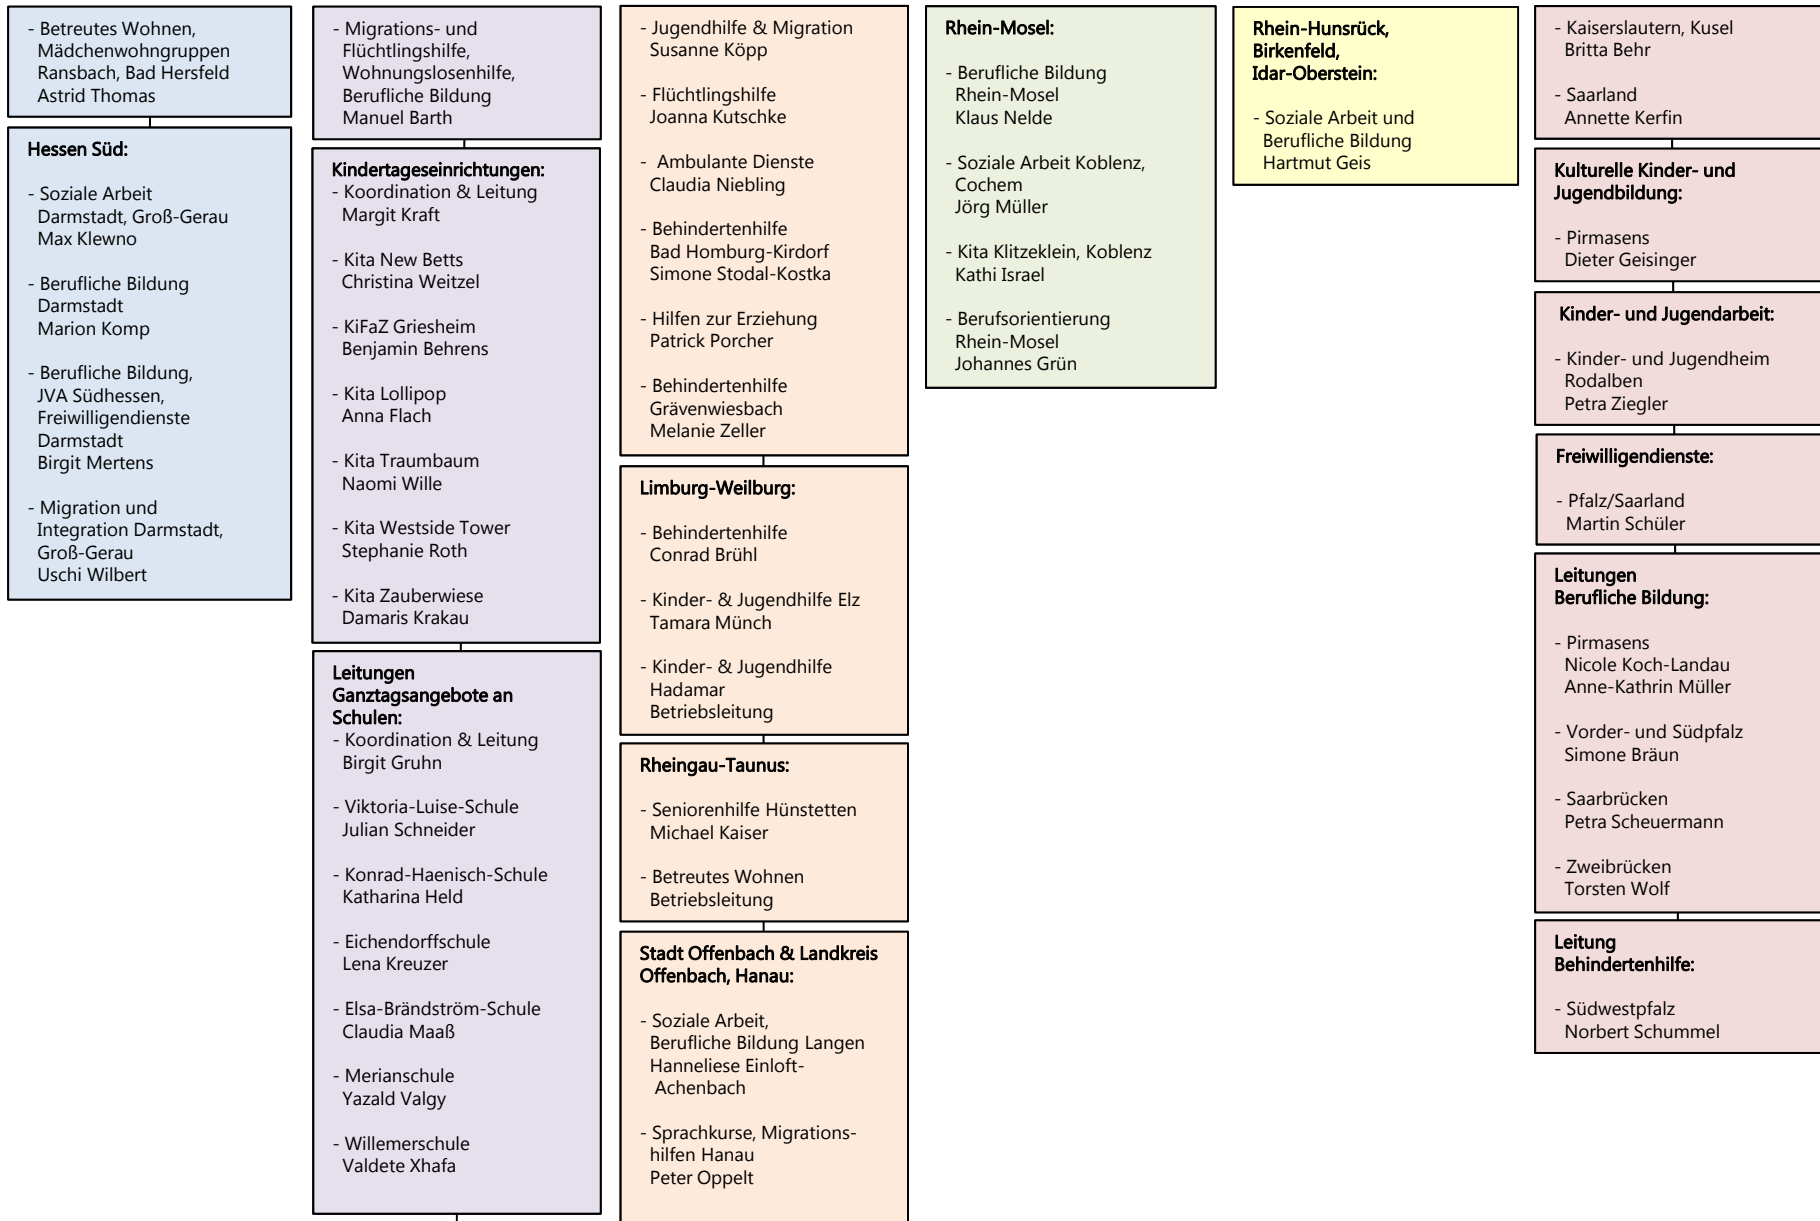 - Betreutes Wohnen,
Mädchenwohngruppen
Ransbach, Bad Hersfeld
Astrid Thomas
Hessen Süd:
- Soziale Arbeit
Darmstadt, Groß-Gerau
Max Klewno
- Berufliche Bildung
Darmstadt
Marion Komp
- Berufliche Bildung,
JVA Südhessen,
Freiwilligendienste
Darmstadt
Birgit Mertens
- Migration und
Integration Darmstadt,
Groß-Gerau
Uschi Wilbert
- Migrations- und
Flüchtlingshilfe,
Wohnungslosenhilfe,
Berufliche Bildung
Manuel Barth
Kindertageseinrichtungen:
- Koordination & Leitung
Margit Kraft
- Kita New Betts
Christina Weitzel
- KiFaZ Griesheim
Benjamin Behrens
- Kita Lollipop
Anna Flach
- Kita Traumbaum
Naomi Wille
- Kita Westside Tower
Stephanie Roth
- Kita Zauberwiese
Damaris Krakau
Leitungen
Ganztagsangebote an
Schulen:
- Koordination & Leitung
Birgit Gruhn
- Viktoria-Luise-Schule
Julian Schneider
- Konrad-Haenisch-Schule
Katharina Held
- Eichendorffschule
Lena Kreuzer
- Elsa-Brändström-Schule
Claudia Maaß
- Merianschule
Yazald Valgy
- Willemerschule
Valdete Xhafa
- Jugendhilfe & Migration
Susanne Köpp
- Flüchtlingshilfe
Joanna Kutschke
- Ambulante Dienste
Claudia Niebling
- Behindertenhilfe
Bad Homburg-Kirdorf
Simone Stodal-Kostka
- Hilfen zur Erziehung
Patrick Porcher
- Behindertenhilfe
Grävenwiesbach
Melanie Zeller
Limburg-Weilburg:
- Behindertenhilfe
Conrad Brühl
- Kinder- & Jugendhilfe Elz
Tamara Münch
- Kinder- & Jugendhilfe
Hadamar
Betriebsleitung
Rheingau-Taunus:
- Seniorenhilfe Hünstetten
Michael Kaiser
- Betreutes Wohnen
Betriebsleitung
Stadt Offenbach & Landkreis
Offenbach, Hanau:
- Soziale Arbeit,
Berufliche Bildung Langen
Hanneliese Einloft-
Achenbach
- Sprachkurse, Migrations-
hilfen Hanau
Peter Oppelt
Rhein-Mosel:
- Berufliche Bildung
Rhein-Mosel
Klaus Nelde
- Soziale Arbeit Koblenz,
Cochem
Jörg Müller
- Kita Klitzeklein, Koblenz
Kathi Israel
- Berufsorientierung
Rhein-Mosel
Johannes Grün
Rhein-Hunsrück,
Birkenfeld,
Idar-Oberstein:
- Soziale Arbeit und
Berufliche Bildung
Hartmut Geis
- Kaiserslautern, Kusel
Britta Behr
- Saarland
Annette Kerfin
Kulturelle Kinder- und
Jugendbildung:
- Pirmasens
Dieter Geisinger
Kinder- und Jugendarbeit:
- Kinder- und Jugendheim
Rodalben
Petra Ziegler
Freiwilligendienste:
- Pfalz/Saarland
Martin Schüler
Leitungen
Berufliche Bildung:
- Pirmasens
Nicole Koch-Landau
Anne-Kathrin Müller
- Vorder- und Südpfalz
Simone Bräun
- Saarbrücken
Petra Scheuermann
- Zweibrücken
Torsten Wolf
Leitung
Behindertenhilfe:
- Südwestpfalz
Norbert Schummel